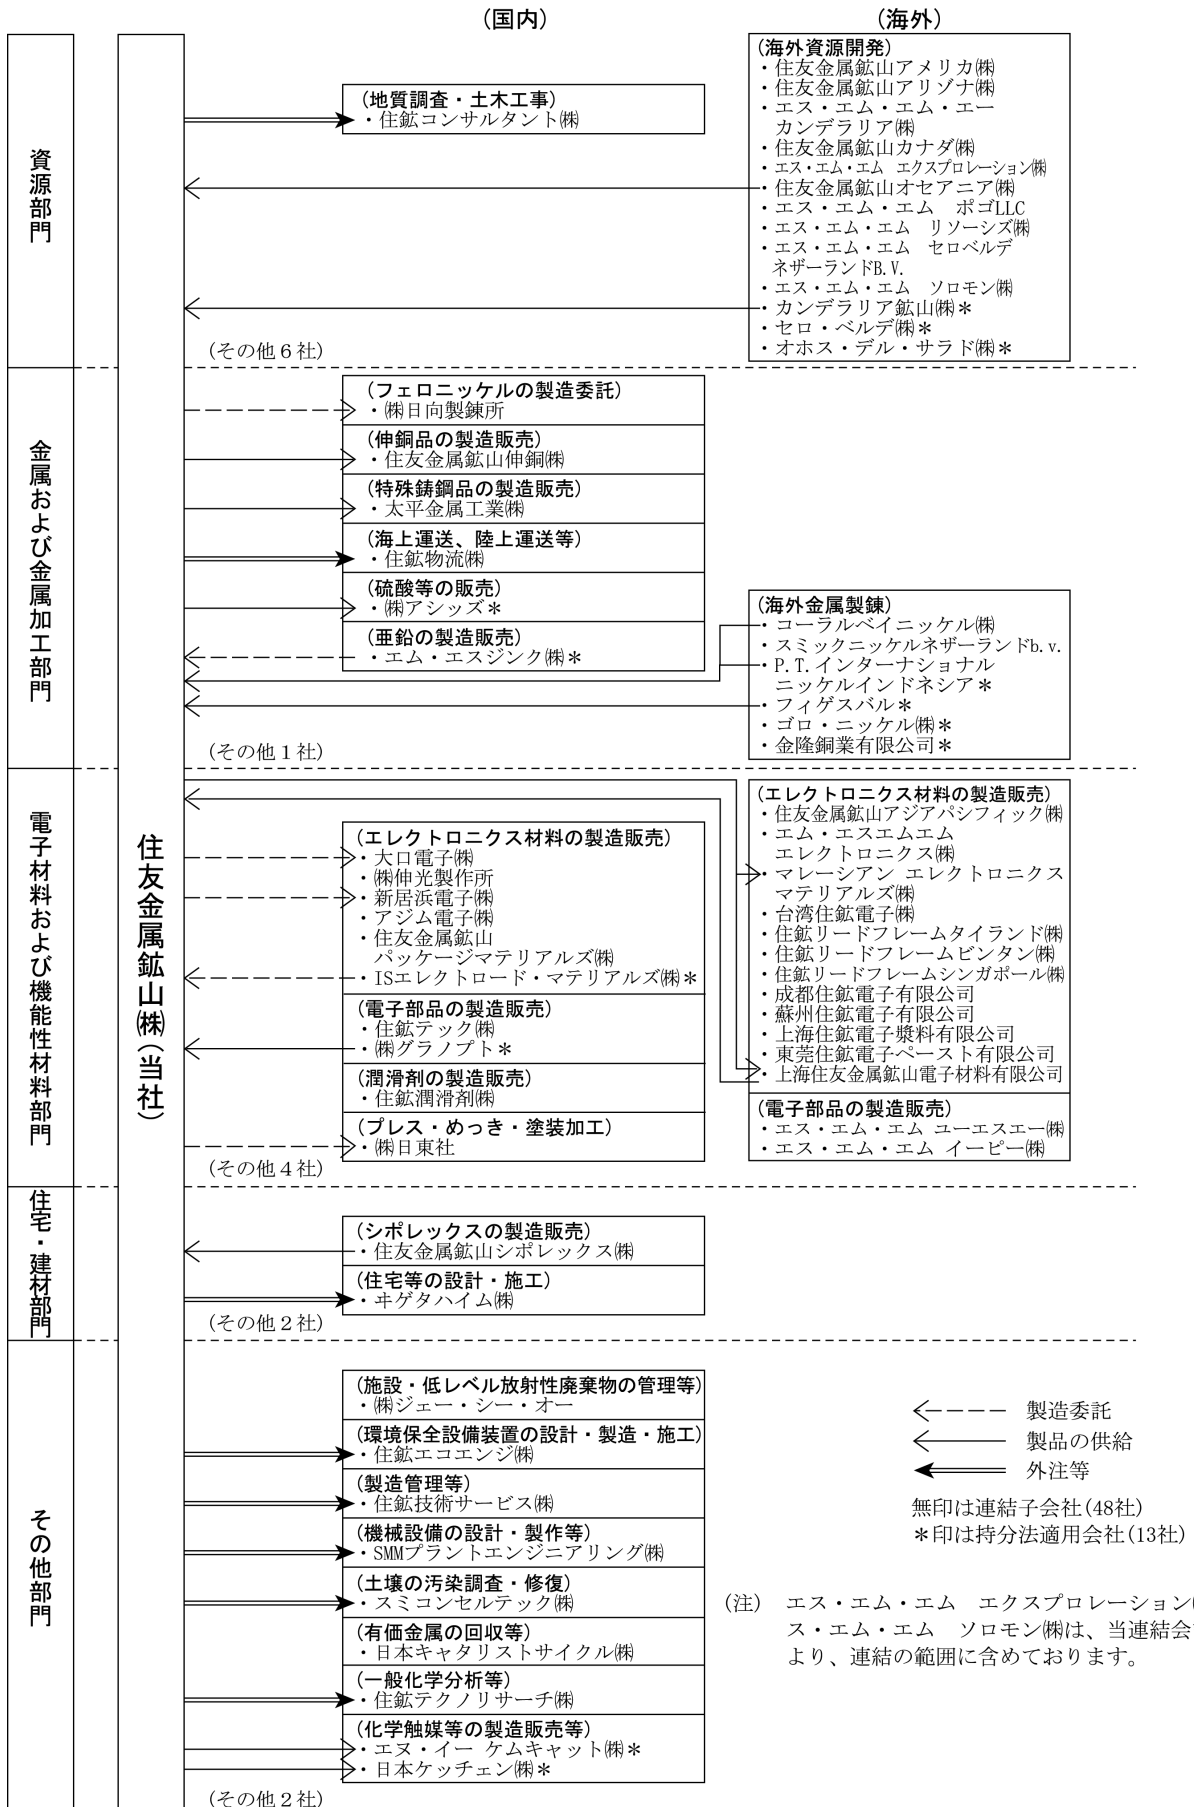 (国内)
(海外)
資源部門
住友金属鉱山㈱(当社)
(地質調査・土木工事)
・住鉱コンサルタント㈱
(その他6社)
(海外資源開発)
・住友金属鉱山アメリカ㈱
・住友金属鉱山アリゾナ㈱
・エス・エム・エム・エー
カンデラリア㈱
・住友金属鉱山カナダ㈱
・エス・エム・エム　エクスプロレーション㈱
・住友金属鉱山オセアニア㈱
・エス・エム・エム　ポゴLLC
・エス・エム・エム　リソーシズ㈱
・エス・エム・エム　セロベルデ
ネザーランドB.V.
・エス・エム・エム　ソロモン㈱
・カンデラリア鉱山㈱＊
・セロ・ベルデ㈱＊
・オホス・デル・サラド㈱＊
金属および金属加工部門
(フェロニッケルの製造委託)
・㈱日向製錬所
(伸銅品の製造販売)
・住友金属鉱山伸銅㈱
(特殊鋳鋼品の製造販売)
・太平金属工業㈱
(海上運送、陸上運送等)
・住鉱物流㈱
(硫酸等の販売)
・㈱アシッズ＊
(亜鉛の製造販売)
・エム・エスジンク㈱＊
(その他1社)
(海外金属製錬)
・コーラルベイニッケル㈱
・スミックニッケルネザーランドb.v.
・P.T.インターナショナル
ニッケルインドネシア＊
・フィゲスバル＊
・ゴロ・ニッケル㈱＊
・金隆銅業有限公司＊
電子材料および機能性材料部門
(エレクトロニクス材料の製造販売)
・大口電子㈱
・㈱伸光製作所
・新居浜電子㈱
・アジム電子㈱
・住友金属鉱山
パッケージマテリアルズ㈱
・ISエレクトロード・マテリアルズ㈱＊
(電子部品の製造販売)
・住鉱テック㈱
・㈱グラノプト＊
(潤滑剤の製造販売)
・住鉱潤滑剤㈱
(プレス・めっき・塗装加工)
・㈱日東社
(その他4社)
(エレクトロニクス材料の製造販売)
・住友金属鉱山アジアパシフィック㈱
・エム・エスエムエム
エレクトロニクス㈱
・マレーシアン エレクトロニクス
マテリアルズ㈱
・台湾住鉱電子㈱
・住鉱リードフレームタイランド㈱
・住鉱リードフレームビンタン㈱
・住鉱リードフレームシンガポール㈱
・成都住鉱電子有限公司
・蘇州住鉱電子有限公司
・上海住鉱電子漿料有限公司
・東莞住鉱電子ペースト有限公司
・上海住友金属鉱山電子材料有限公司
(電子部品の製造販売)
・エス・エム・エム ユーエスエー㈱
・エス・エム・エム イーピー㈱
住宅・建材部門
(シポレックスの製造販売)
・住友金属鉱山シポレックス㈱
(住宅等の設計・施工)
・ヰゲタハイム㈱
(その他2社)
その他部門
(施設・低レベル放射性廃棄物の管理等)
・㈱ジェー・シー・オー
(環境保全設備装置の設計・製造・施工)
・住鉱エコエンジ㈱
(製造管理等)
・住鉱技術サービス㈱
(機械設備の設計・製作等)
・SMMプラントエンジニアリング㈱
(土壌の汚染調査・修復)
・スミコンセルテック㈱
(有価金属の回収等)
・日本キャタリストサイクル㈱
(一般化学分析等)
・住鉱テクノリサーチ㈱
(化学触媒等の製造販売等)
・エヌ・イー ケムキャット㈱＊
・日本ケッチェン㈱＊
(その他2社)
製造委託
製品の供給
外注等
無印は連結子会社(48社)
＊印は持分法適用会社(13社)
(注)　エス・エム・エム　エクスプロレーション
ス・エム・エム　ソロモン㈱は、当連結会
より、連結の範囲に含めております。